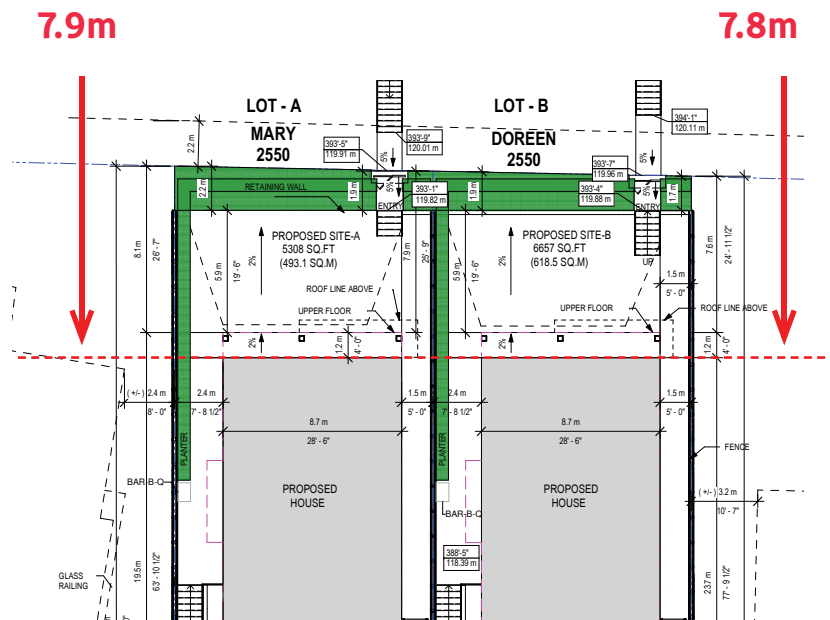 7.9m
7.8m
LOT - A
MARY
2550
LOT - B
DOREEN
2550
393'-9"
120.01 m
394'-1"
120.11 m
393'-5"
119.91 m
393'-7"
119.96 m
2.2 m
5%
5%
2.2 m
RETAINING WALL
1.9 m
5%
ENTRY
393'-1"
119.82 m
1.9 m
393'-4"
119.88 m
5%
ENTRY
1.7 m
8.1m
26' - 7"
5.9 m
19' - 6"
2%
PROPOSED SITE-A
5308 SQ.FT
(493.1 SQ.M)
7.9 m
25' - 9"
5.9 m
19' - 6"
2%
PROPOSED SITE-B
6657 SQ.FT
(618.5 SQ.M)
UP
7.6 m
24' - 11 1/2"
1.5 m
5' - 0"
ROOF LINE ABOVE
UPPER FLOOR
UPPER FLOOR
ROOF LINE ABOVE
2%
1.2 m
4'- 0"
2%
1.2 m
4'- 0"
(+/-) 2.4 m
8' - 0"
2.4 m
7' - 8 1/2"
1.5 m
5' - 0"
2.4 m
7' - 8 1/2"
1.5 m
5' - 0"
8.7 m
28' - 6"
8.7 m
28' - 6"
PLANTER
PLANTER
FENCE
BAR-B-Q
PROPOSED
HOUSE
BAR-B-Q
PROPOSED
HOUSE
(+/-) 3.2 m
10' - 7"
388'-5"
118.39 m
GLASS
RAILING
19.5m
63' - 10 1/2"
23.7 m
77' - 9 1/2"